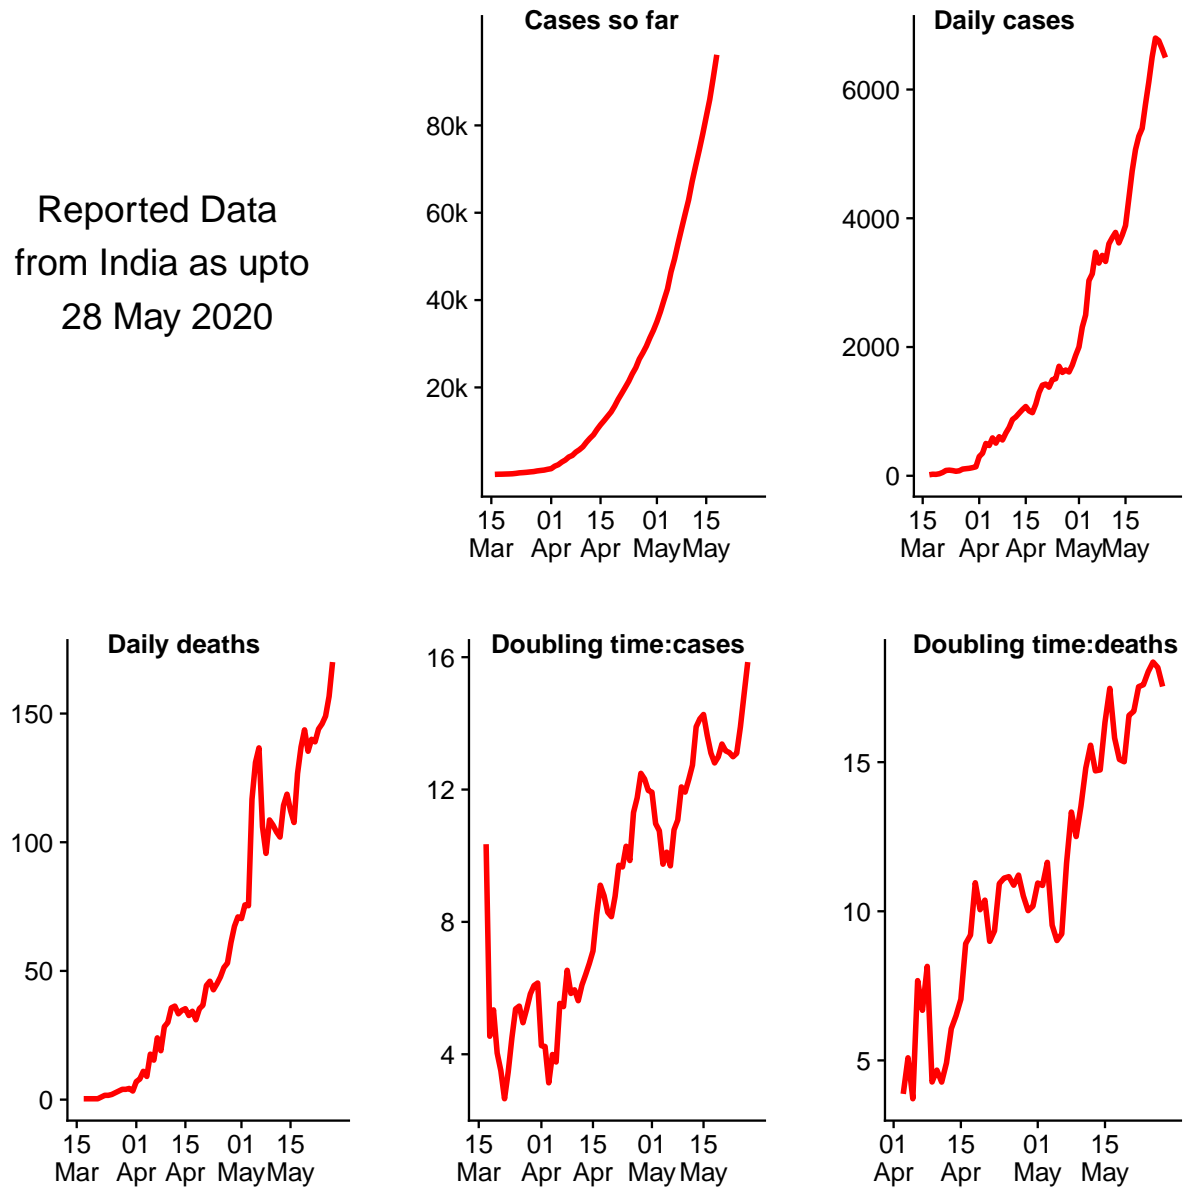 Reported Data
from India as upto
28 May 2020
Cases so far
80k
60k
40k
20k
15 01 15 01 15
Mar Apr Apr May May
Daily cases
6000
4000
2000
0
15 01 15 01 15
Mar Apr Apr May May
Daily deaths
150
100
50
0
15 01 15 01 15
Mar Apr Apr May May
Doubling time:cases
16
12
8
4
15 01 15 01 15
Mar Apr Apr May May
Doubling time:deaths
15
10
5
01 15 01 15
Apr Apr May May